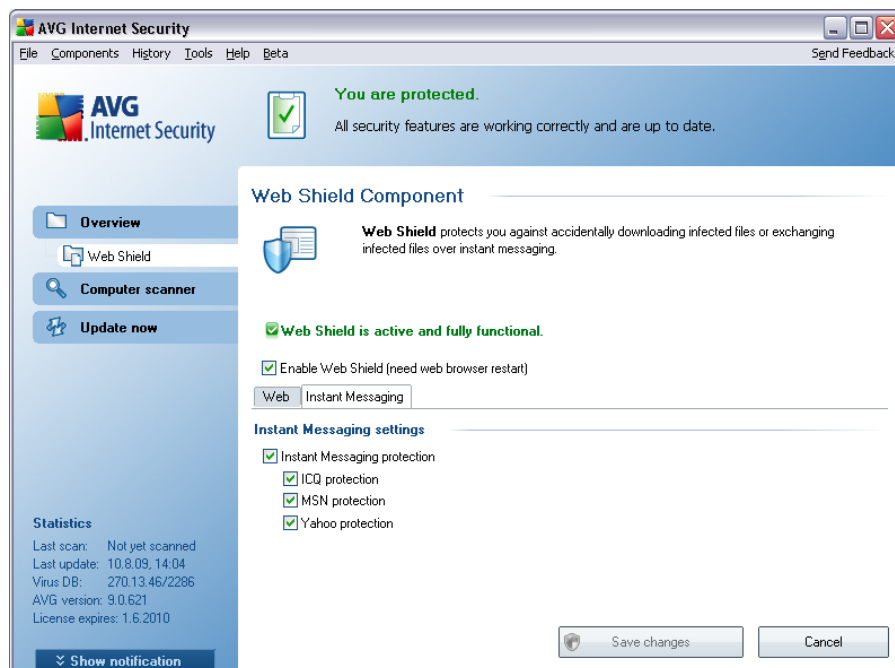 AVG Internet Security
File Components History Tools Help Beta Send Feedback
AVG
Internet Security
You are protected.
All security features are working correctly and are up to date.
Overview
Web Shield
Computer scanner
Update now
Statistics
Last scan: Not yet scanned
Last update: 10.8.09, 14:04
Virus DB: 270.13.46/2286
AVG version: 9.0.621
License expires: 1.6.2010
Show notification
Web Shield Component
Web Shield protects you against accidentally downloading infected files or exchanging
infected files over instant messaging.
Web Shield is active and fully functional.
Enable Web Shield (need web browser restart)
Web Instant Messaging
Instant Messaging settings
Instant Messaging protection
ICQ protection
MSN protection
Yahoo protection
Save changes Cancel